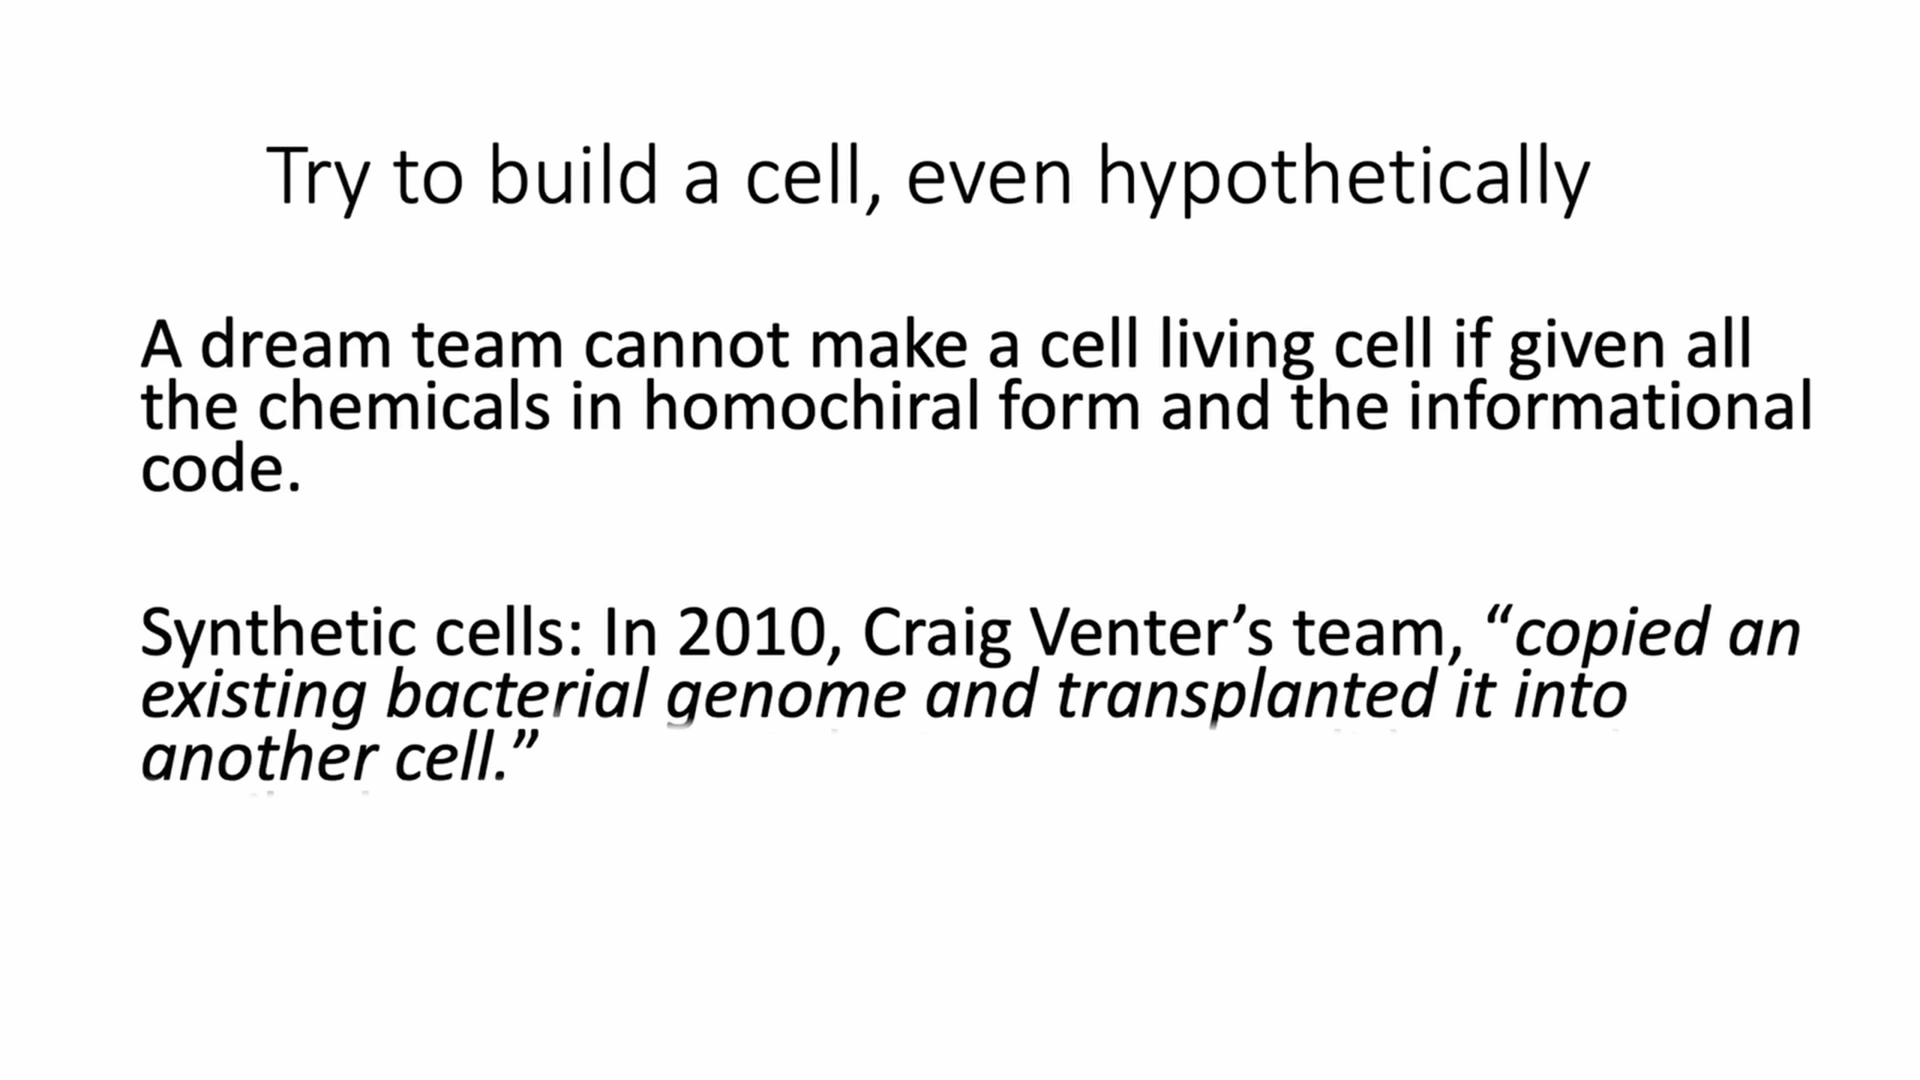 Try to build a cell, even hypothetically
A dream team cannot make a cell living cell if given all
the chemicals in homochiral form and the informational
code.
Synthetic cells: In 2010, Craig Venter’s team, “copied an
existing bacterial genome and transplanted it into
another cell.”